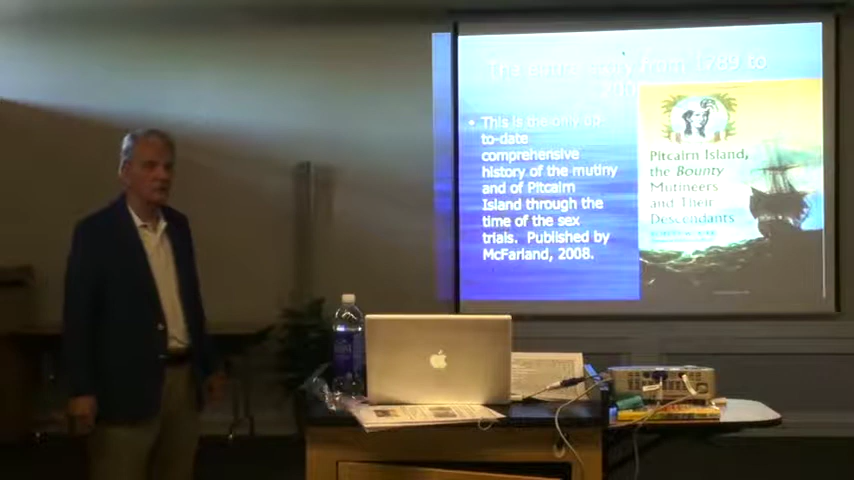 The entire story from 1789 to
• This is the only up-
to-date
comprehensive
history of the mutiny
and of Pitcairn
Island through the
time of the sex
trials. Published by
McFarland, 2008.
Pitcairn Island,
the Bounty
Mutineers
and Their
Descendants